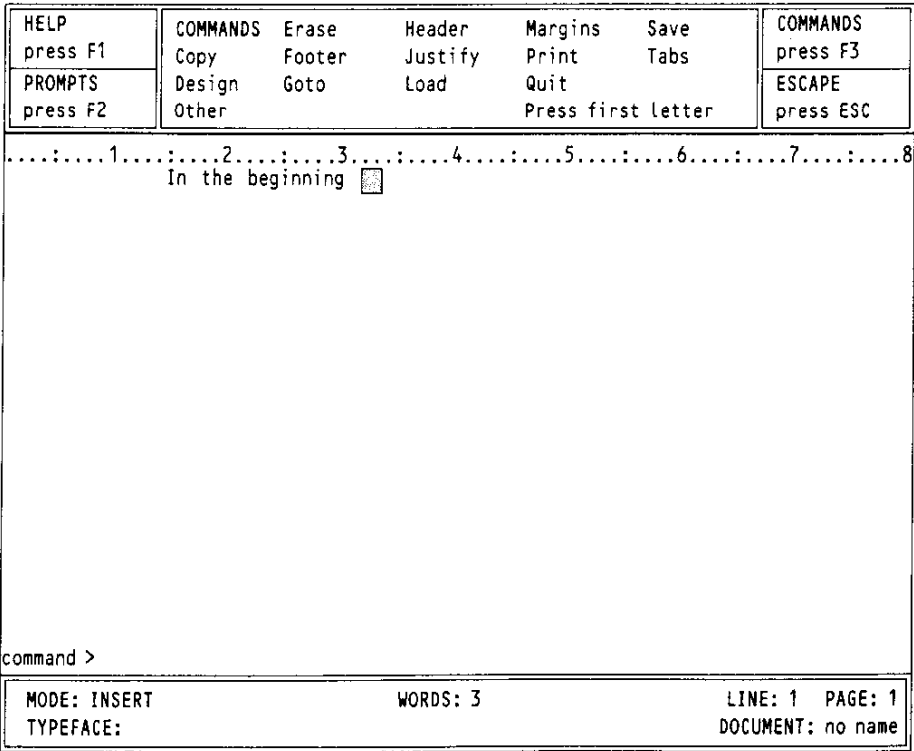 HELP
press F1
PROMPTS
press F2
COMMANDS Erase Header Margins Save
Copy Footer Justify Print Tabs
Design Goto Load Quit
Other Press first letter
COMMANDS
press F3
ESCAPE
press ESC
....:....1....:....2....:....3....:....4....:....5....:....6....:....7....:....8
In the beginning
command >
MODE: INSERT WORDS: 3 LINE: 1 PAGE: 1
TYPEFACE: DOCUMENT: no name